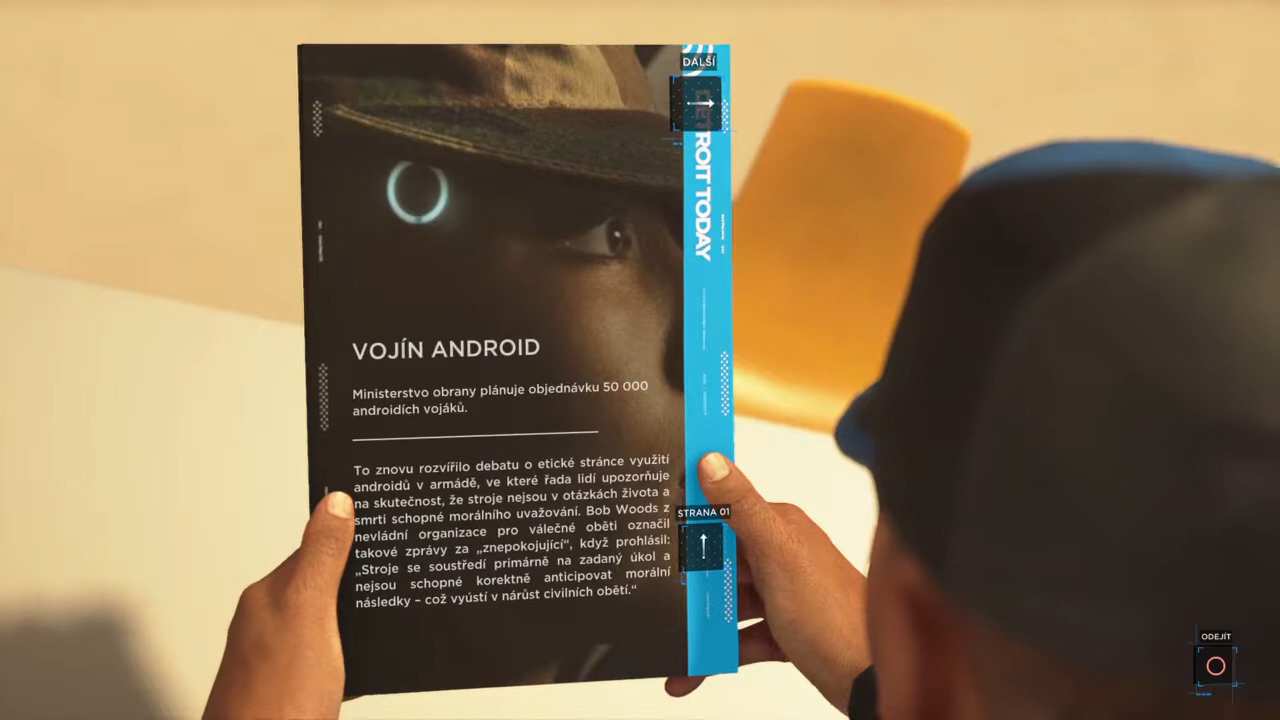 DALŠÍ
DETROIT TODAY
VOJÍN ANDROID
Ministerstvo obrany plánuje objednávku 50 000
androidích vojáků.
To znovu rozvířilo debatu o etické stránce využití
androidů v armádě, ve které řada lidí upozorňuje
na skutečnost, že stroje nejsou v otázkách života a
smrti schopné morálního uvažování. Bob Woods z
nevládní organizace pro válečné oběti označil
takové zprávy za „znepokojující“, když prohlásil:
„Stroje se soustředí primárně na zadaný úkol a
nejsou schopné korektně anticipovat morální
následky – což vyústí v nárůst civilních obětí.“
STRANA 01
ODEJÍT